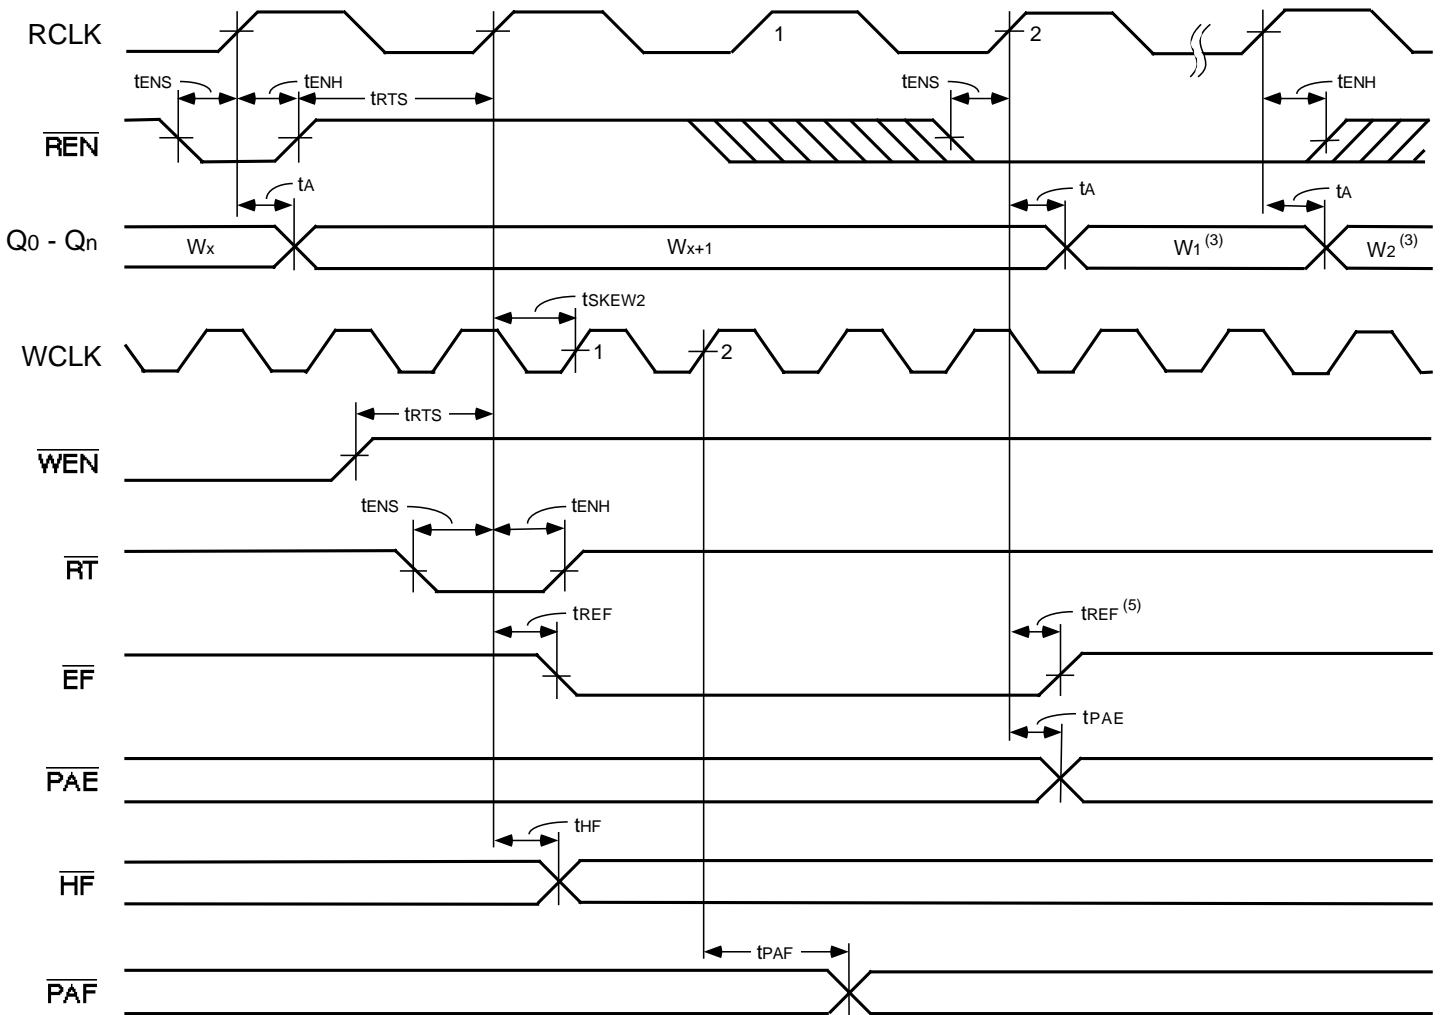 RCLK 1 2
tENS tENH tRTS tENS tENH
REN
tA tA tA
Q0 - Qn Wx Wx+1 W1 (3) W2 (3)
tSKEW2
WCLK 1 2
tRTS
WEN
tENS tENH
RT
tREF tREF (5)
EF
tPAE
PAE
tHF
HF
tPAF
PAF